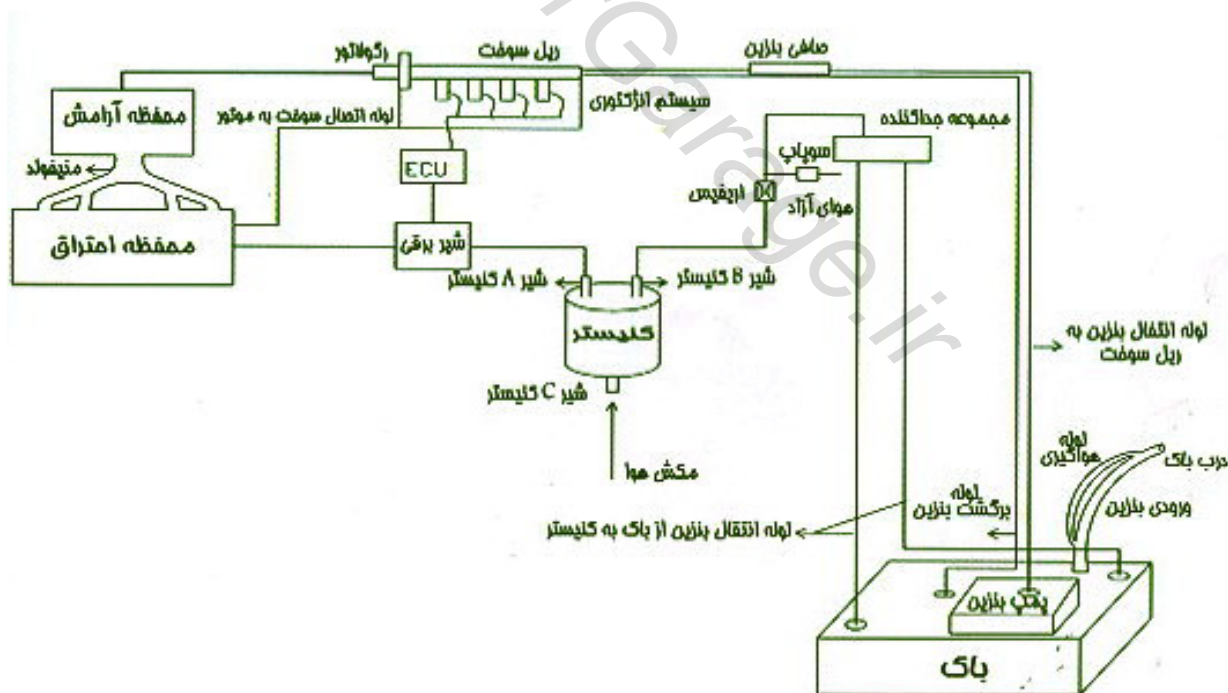 رگولاتور
ریل سوخت
صافی بنزین
محفظه آرامش
لوله اتصال سوخت به موتور
سیستم انژکتوری
مجموعه جداکننده
سوپاپ
منیفولد
ECU
اریفیس
هوای آزاد
محفظه احتراق
شیر برقی
شیر A کنیستر
شیر B کنیستر
کنیستر
شیر C کنیستر
مکش هوا
لوله انتقال بنزین به
ریل سوخت
لوله
هواگیری
درب باک
ورودی بنزین
لوله
برگشت بنزین
لوله انتقال بنزین از باک به کنیستر
پمپ بنزین
باک
rGarage.ir